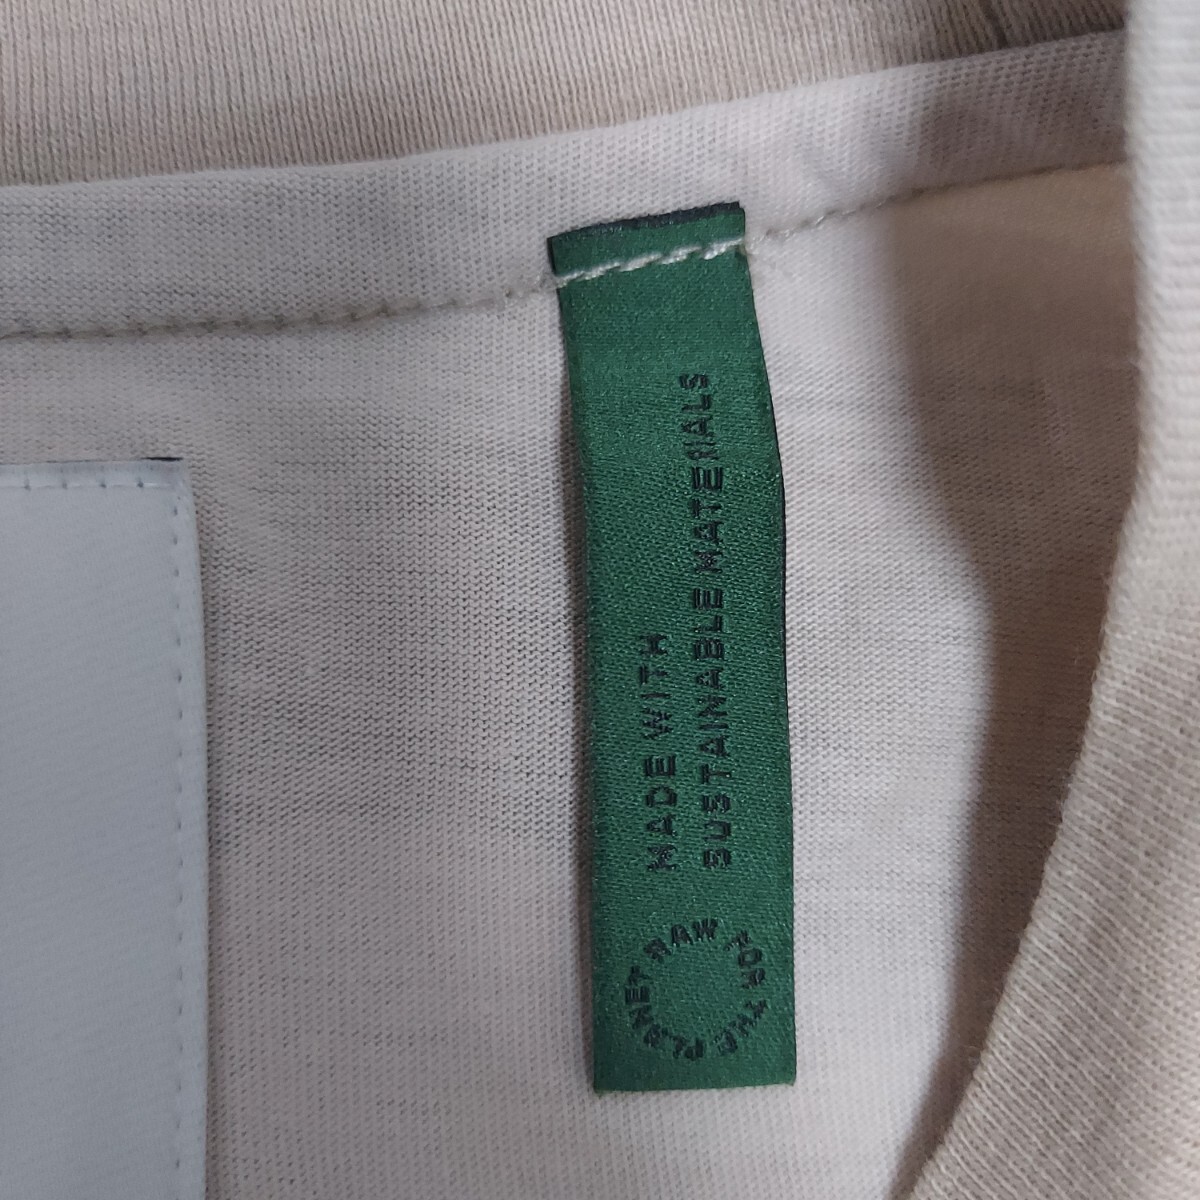 MADE WITH
SUSTAINABLE MATERIALS
RAW FOR THE PLANET